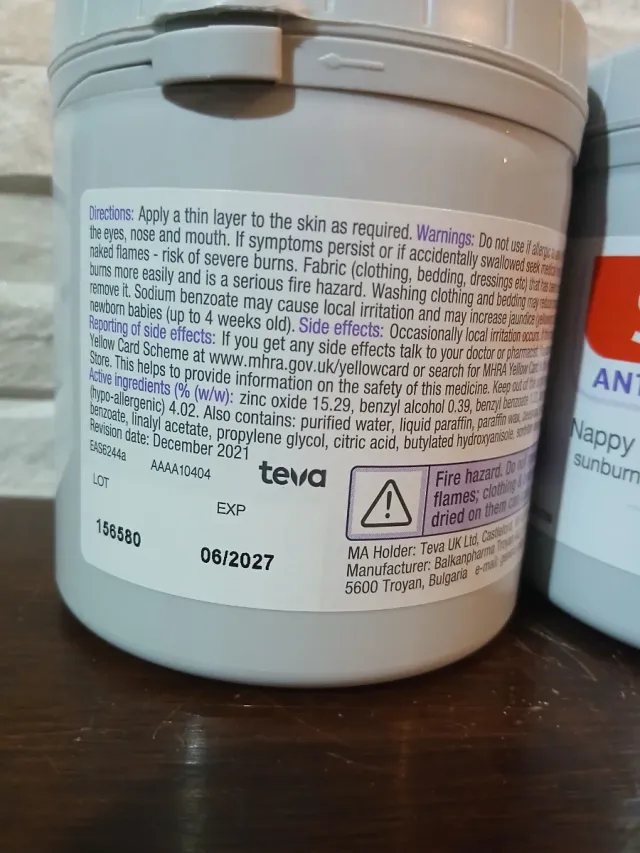 Directions: Apply a thin layer to the skin as required. Warnings: Do not use if allergic
the eyes, nose and mouth. If symptoms persist or if accidentally swallowed seek
naked flames - risk of severe burns. Fabric (clothing, bedding, dressings etc) that has
burns more easily and is a serious fire hazard. Washing clothing and bedding may
remove it. Sodium benzoate may cause local irritation and may increase jaundice
newborn babies (up to 4 weeks old). Side effects: Occasionally local irritation occurs.
Reporting of side effects: If you get any side effects talk to your doctor or pharmacist.
Yellow Card Scheme at www.mhra.gov.uk/yellowcard or search for MHRA Yellow
Store. This helps to provide information on the safety of this medicine. Keep out of
Active ingredients (% (w/w): zinc oxide 15.29, benzyl alcohol 0.39, benzyl benzoate
(hypo-allergenic) 4.02. Also contains: purified water, liquid paraffin, paraffin wax,
benzoate, linalyl acetate, propylene glycol, citric acid, butylated hydroxyanisole,
Revision date: December 2021
EAS6244a AAAA10404
teva
LOT EXP
156580 06/2027
Fire hazard. Do
flames; clothing
dried on them
MA Holder: Teva UK Ltd,
Manufacturer: Balkanpharma
5600 Troyan, Bulgaria
ANT
Nappy
sunburn